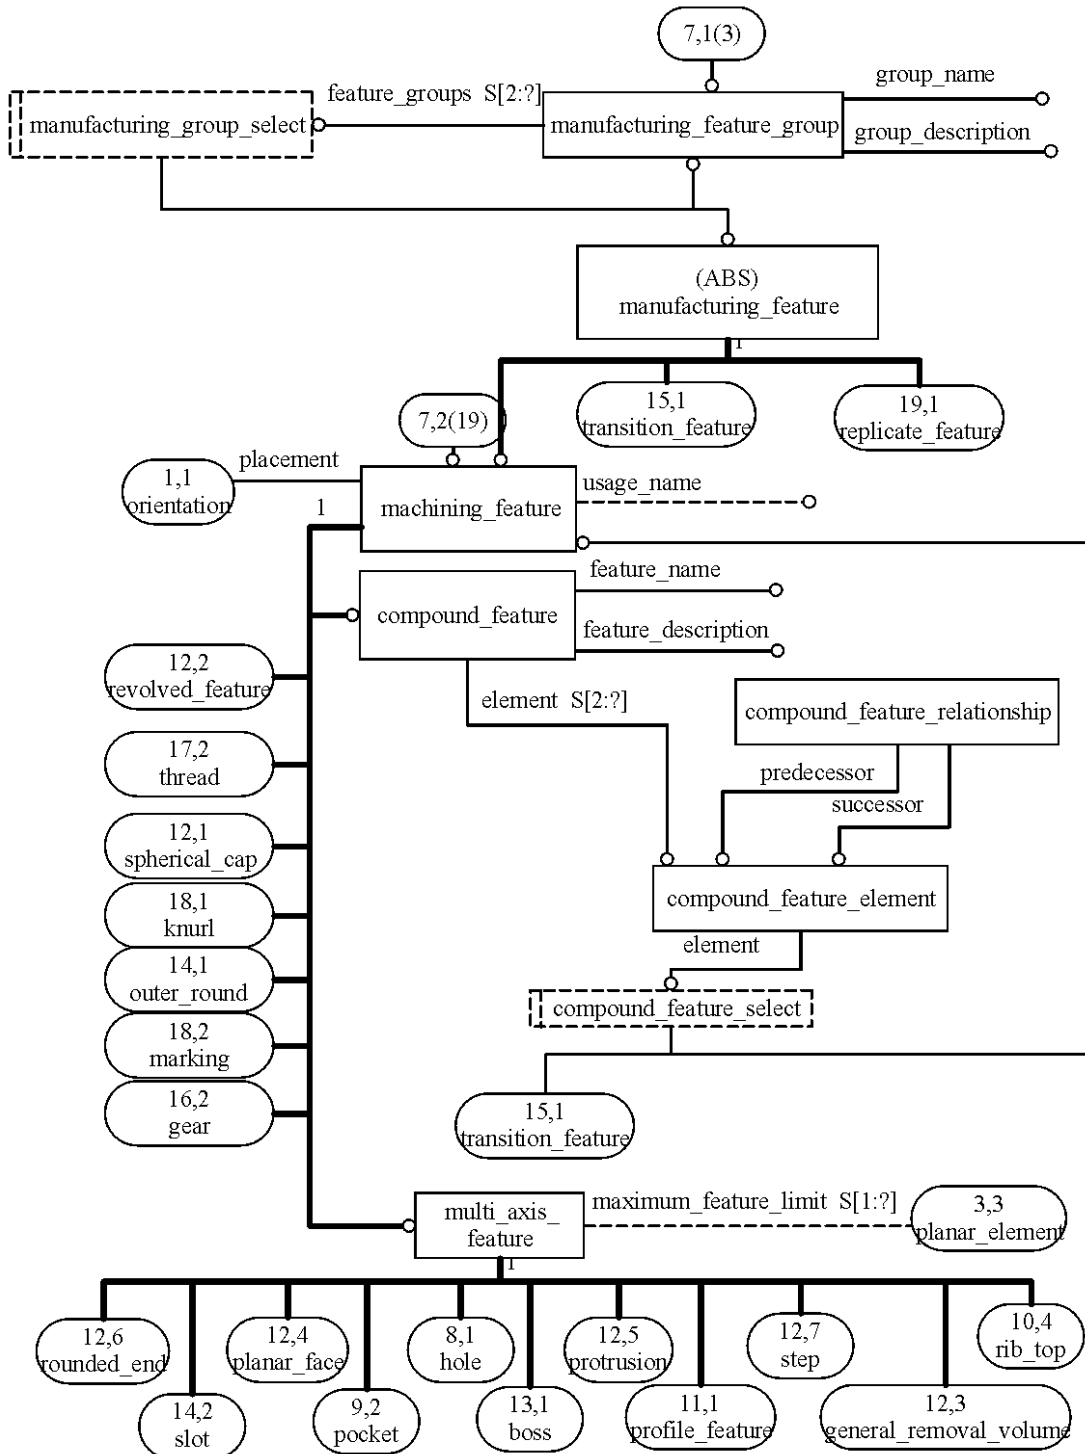 7,1(3)
group_name
feature_groups S[2:?]
manufacturing_group_select
manufacturing_feature_group
group_description
(ABS)
manufacturing_feature
1
15,1
transition_feature
19,1
replicate_feature
7,2(19)
placement
1,1
orientation
usage_name
machining_feature
1
feature_name
compound_feature
feature_description
12,2
revolved_feature
element S[2:?]
compound_feature_relationship
17,2
thread
predecessor
successor
12,1
spherical_cap
18,1
knurl
compound_feature_element
element
14,1
outer_round
compound_feature_select
18,2
marking
16,2
gear
15,1
transition_feature
multi_axis_
feature
maximum_feature_limit S[1:?]
3,3
planar_element
1
12,6
rounded_end
12,4
planar_face
8,1
hole
12,5
protrusion
12,7
step
10,4
rib_top
14,2
slot
9,2
pocket
13,1
boss
11,1
profile_feature
12,3
general_removal_volume